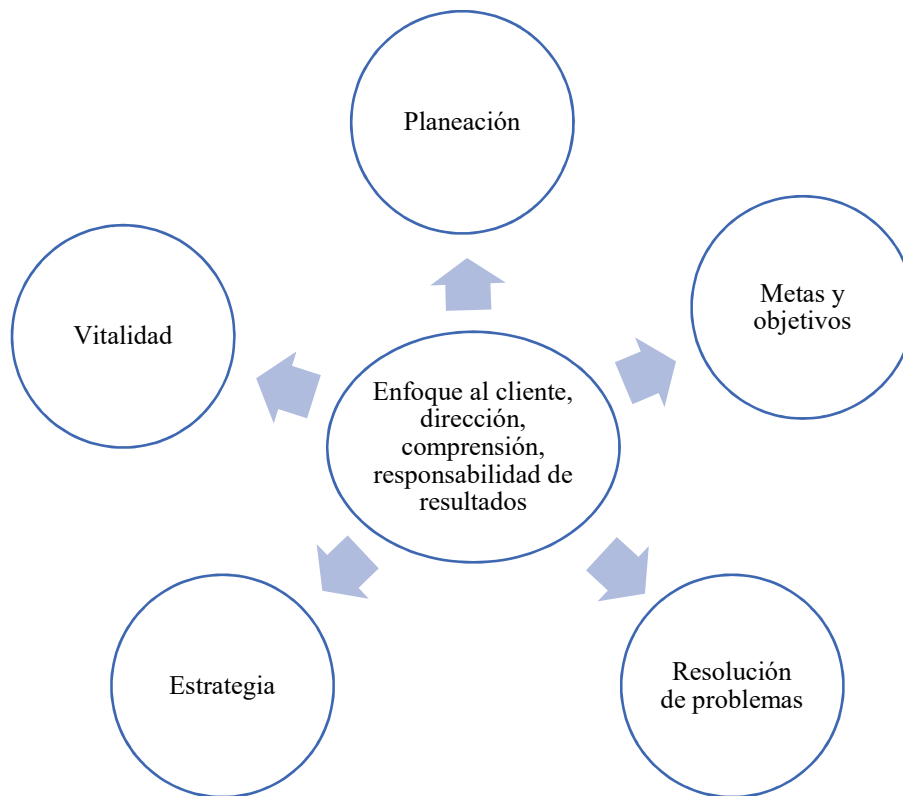 Planeación
Metas y
objetivos
Vitalidad
Enfoque al cliente,
dirección,
comprensión,
responsabilidad de
resultados
Estrategia
Resolución
de problemas